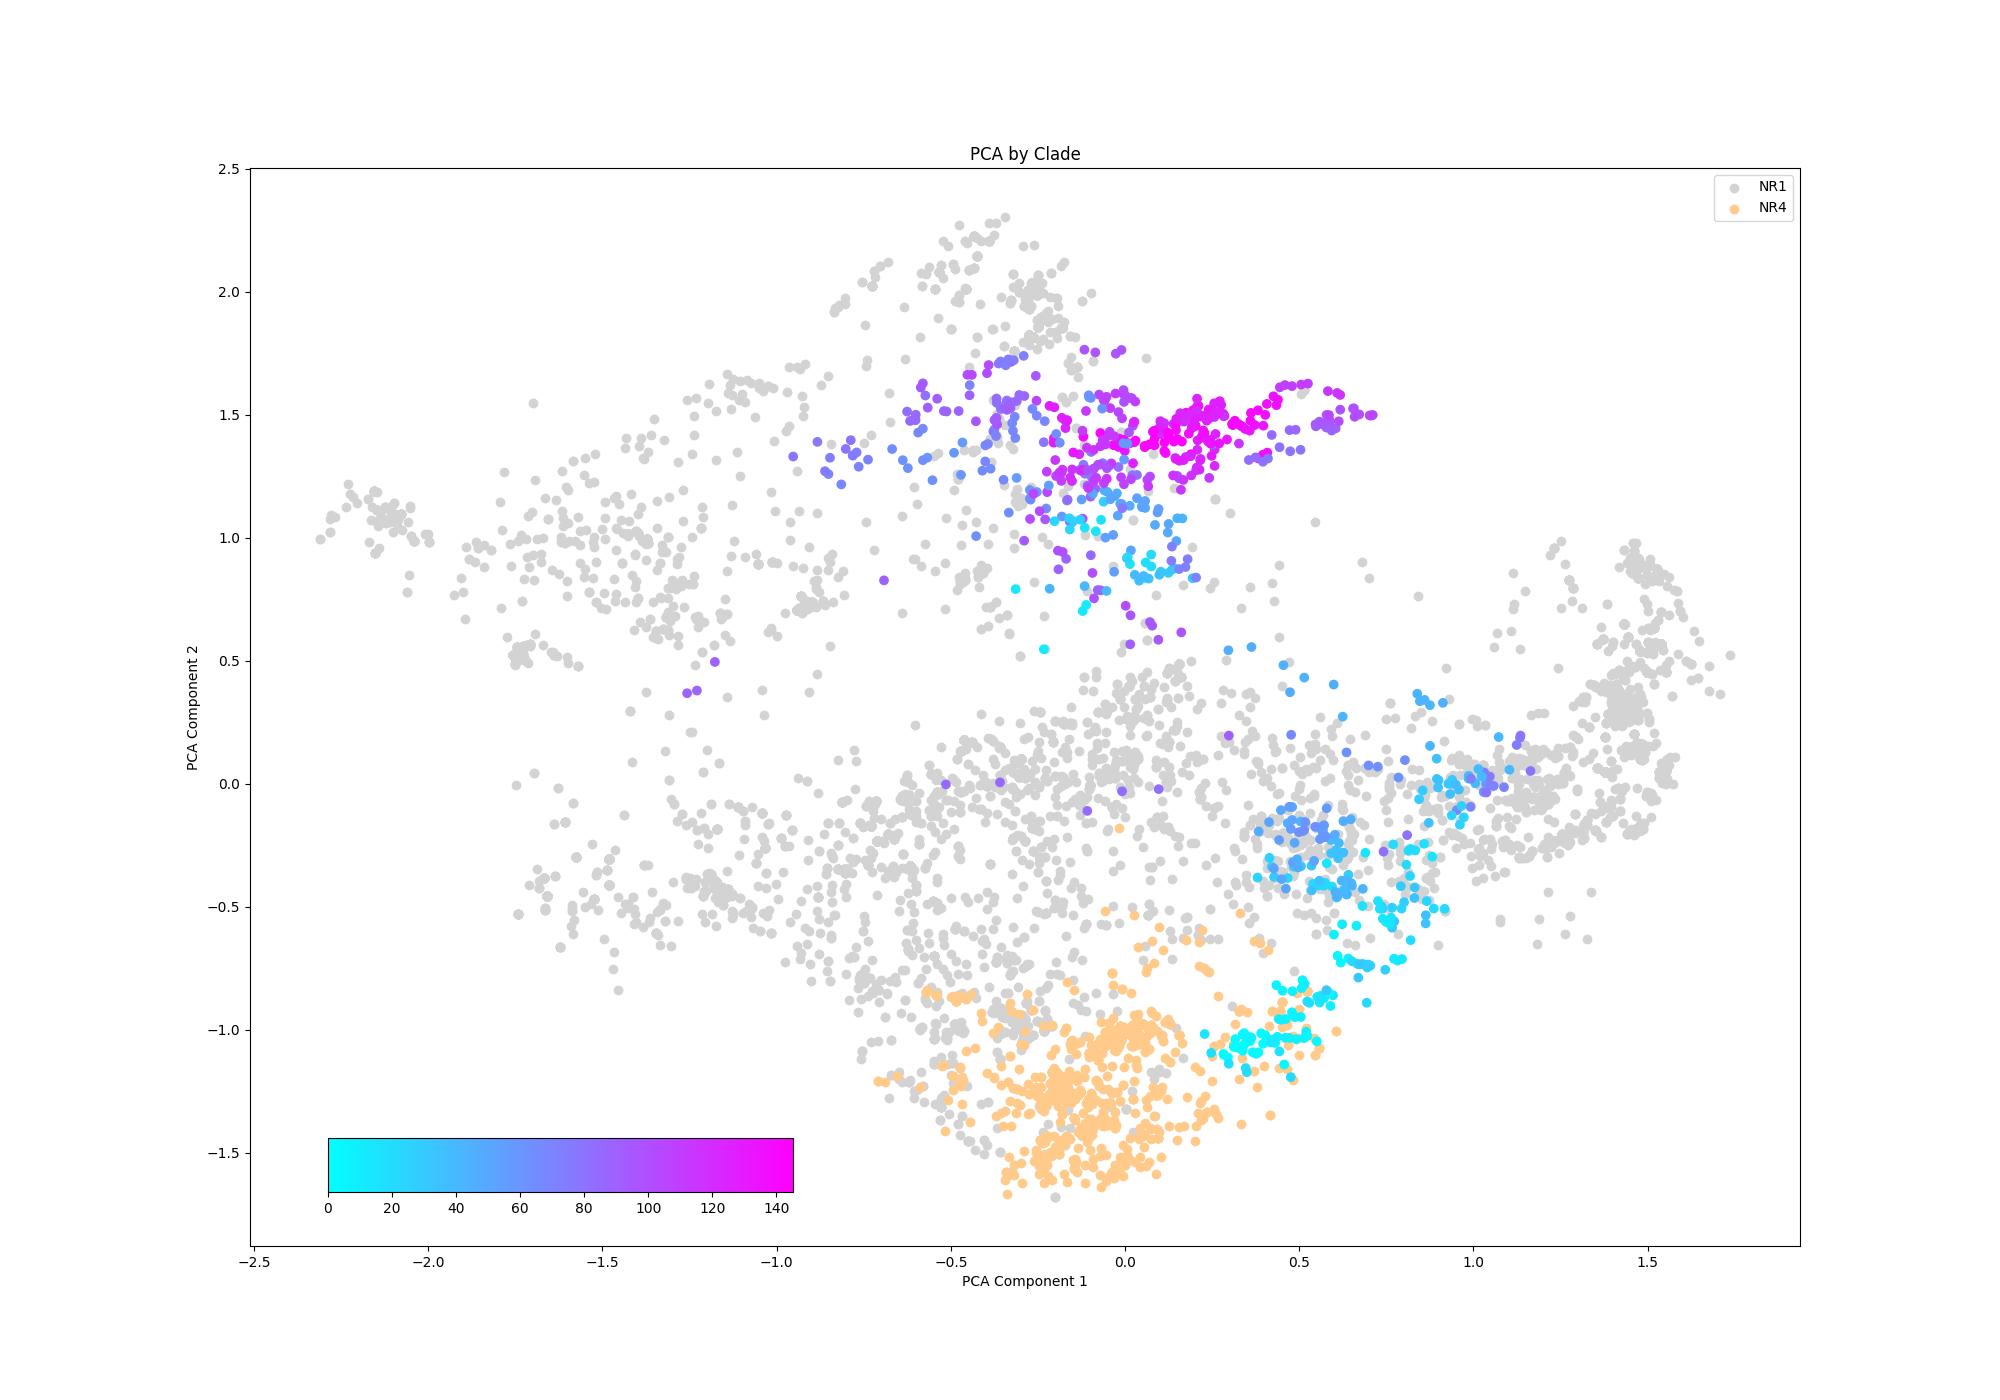 PCA by Clade
NR1
NR4
2.5
2.0
1.5
1.0
0.5
0.0
−0.5
−1.0
−1.5
PCA Component 2
0 20 40 60 80 100 120 140
−2.5 −2.0 −1.5 −1.0 −0.5 0.0 0.5 1.0 1.5
PCA Component 1